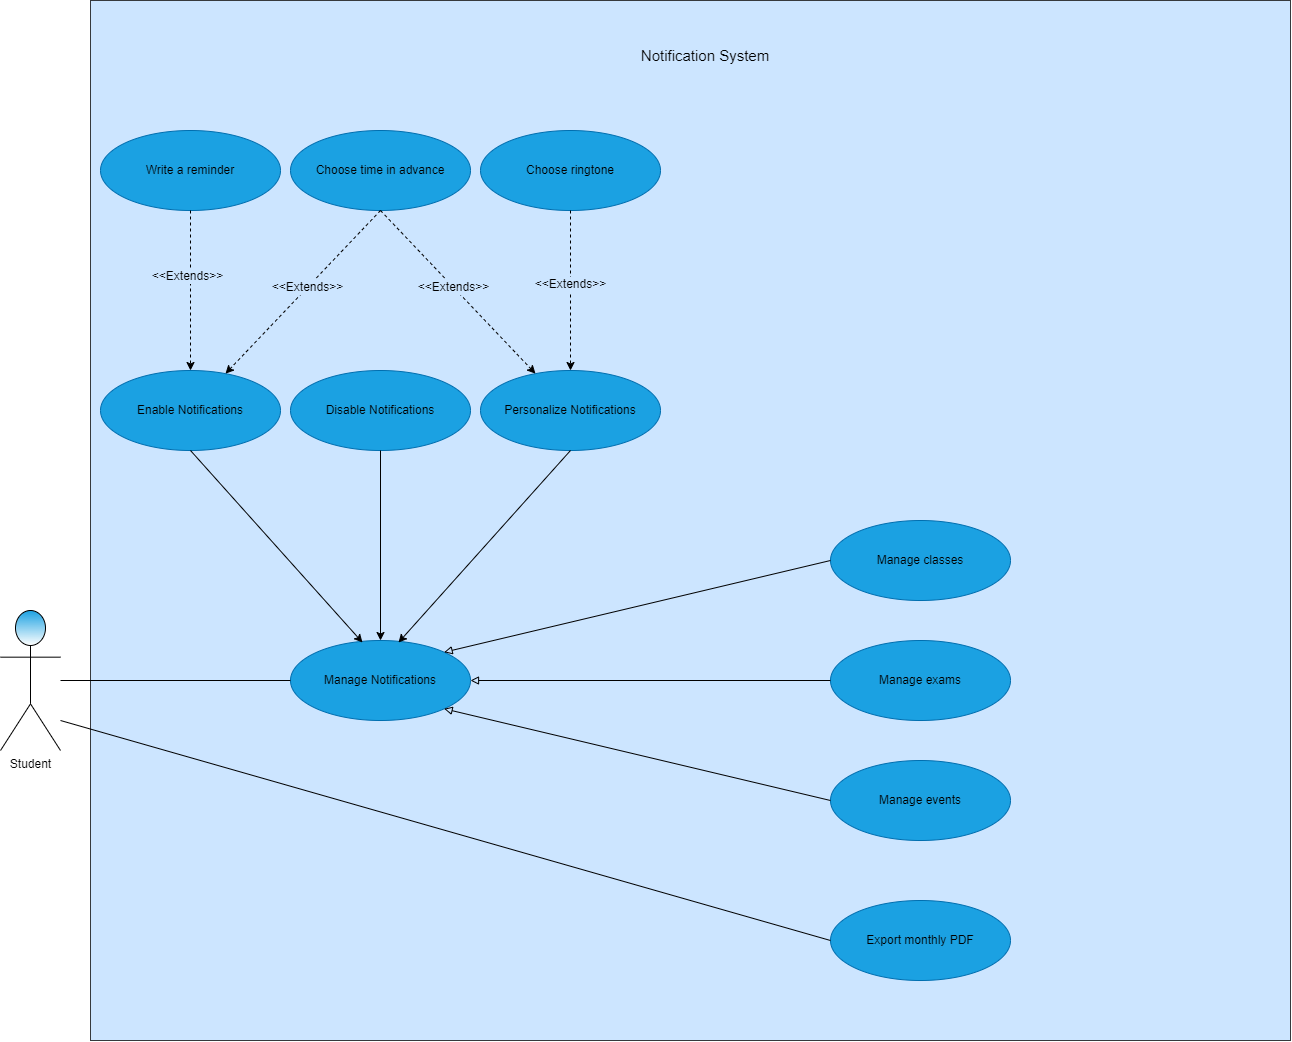 Notification System
Write a reminder
Choose time in advance
Choose ringtone
<<Extends>>
<<Extends>>
<<Extends>>
<<Extends>>
Enable Notifications
Disable Notifications
Personalize Notifications
Manage classes
Manage Notifications
Manage exams
Student
Manage events
Export monthly PDF